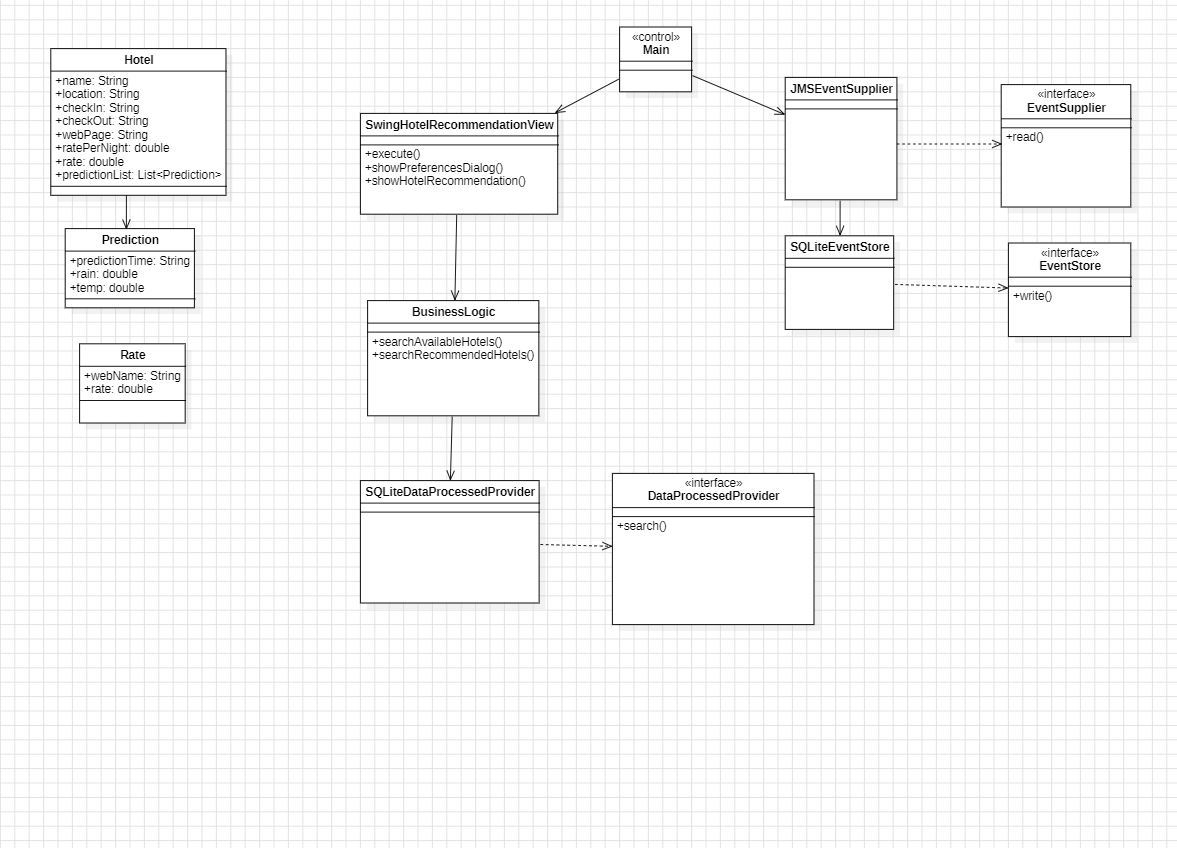 Hotel
+name: String
+location: String
+checkIn: String
+checkOut: String
+webPage: String
+ratePerNight: double
+rate: double
+predictionList: List<Prediction>
Prediction
+predictionTime: String
+rain: double
+temp: double
Rate
+webName: String
+rate: double
«control»
Main
SwingHotelRecommendationView
+execute()
+showPreferencesDialog()
+showHotelRecommendation()
BusinessLogic
+searchAvailableHotels()
+searchRecommendedHotels()
SQLiteDataProcessedProvider
«interface»
DataProcessedProvider
+search()
JMSEventSupplier
«interface»
EventSupplier
+read()
SQLiteEventStore
«interface»
EventStore
+write()